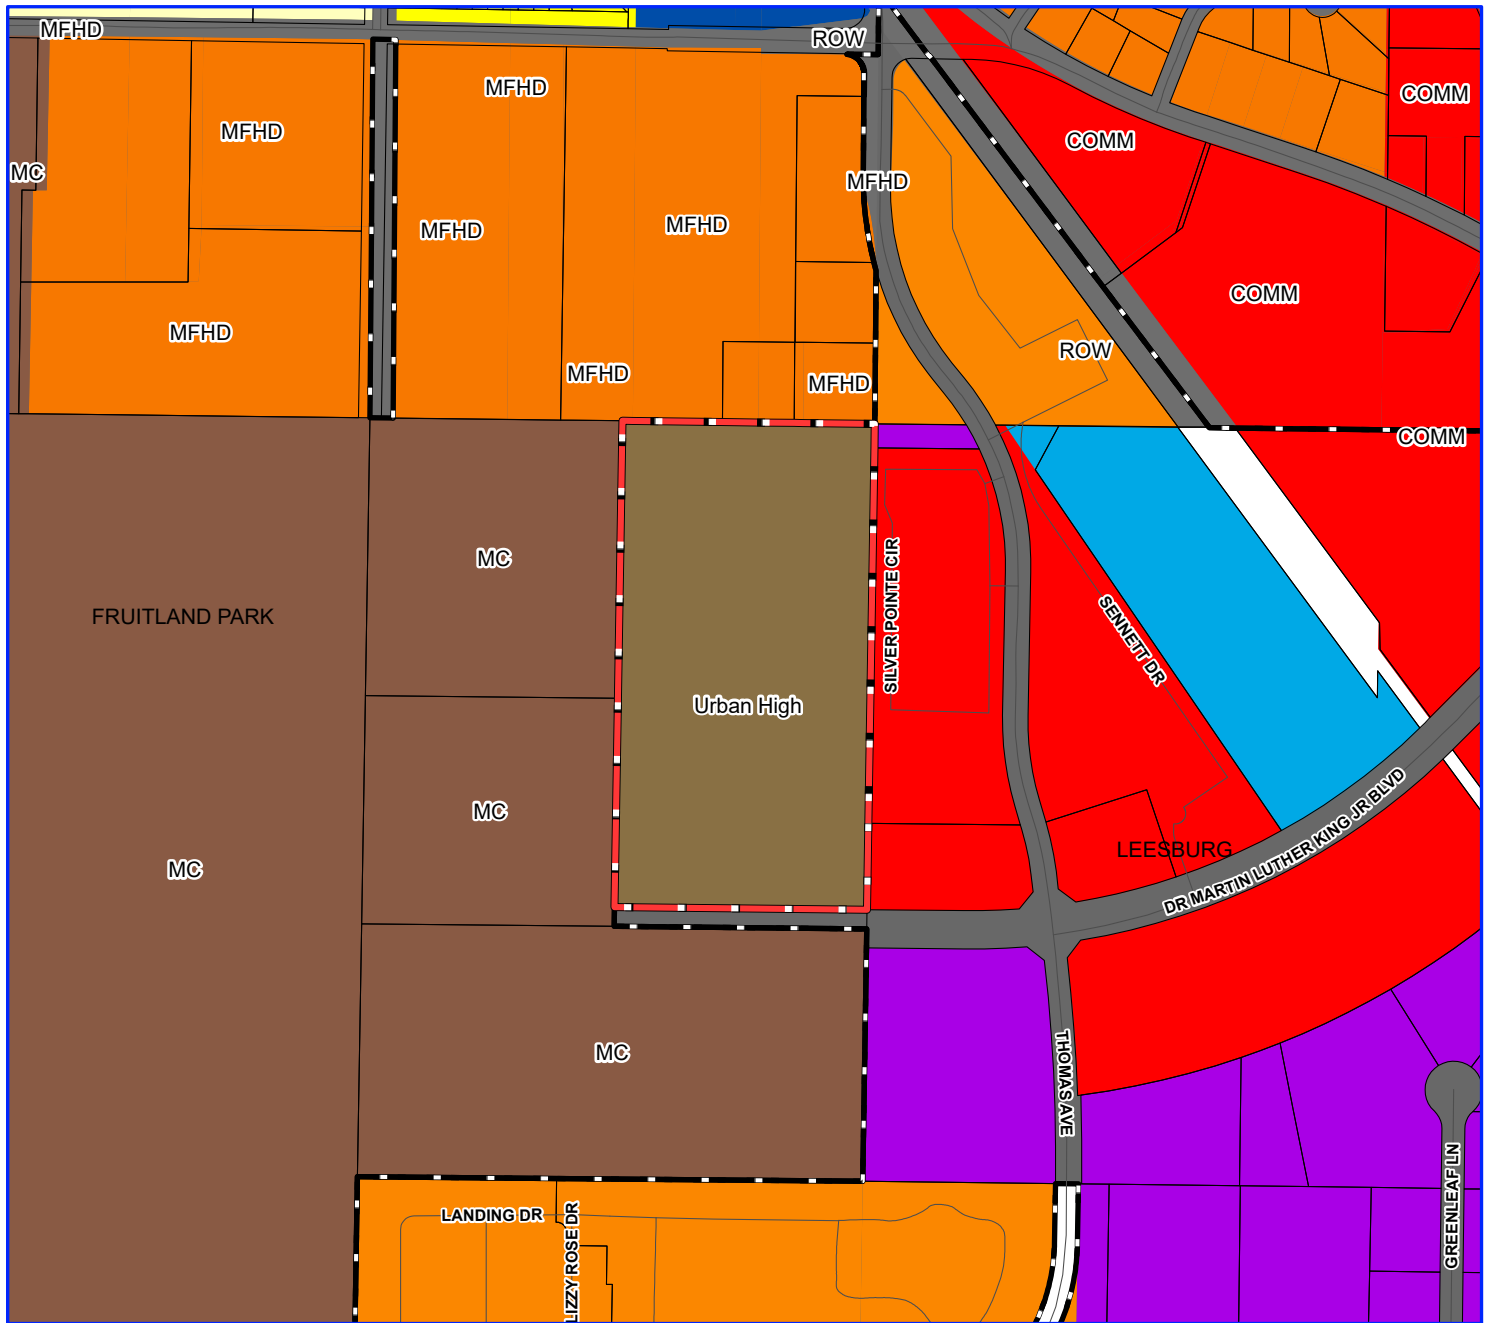 MFHD
ROW
MFHD
COMM
MFHD
COMM
MC
MFHD
MFHD
MFHD
COMM
MFHD
ROW
MFHD
MFHD
COMM
MC
SILVER POINTE CIR
FRUITLAND PARK
SENNETT DR
Urban High
MC
DR MARTIN LUTHER KING JR BLVD
LEESBURG
MC
MC
THOMAS AVE
GREENLEAF LN
LANDING DR
LIZZY ROSE DR